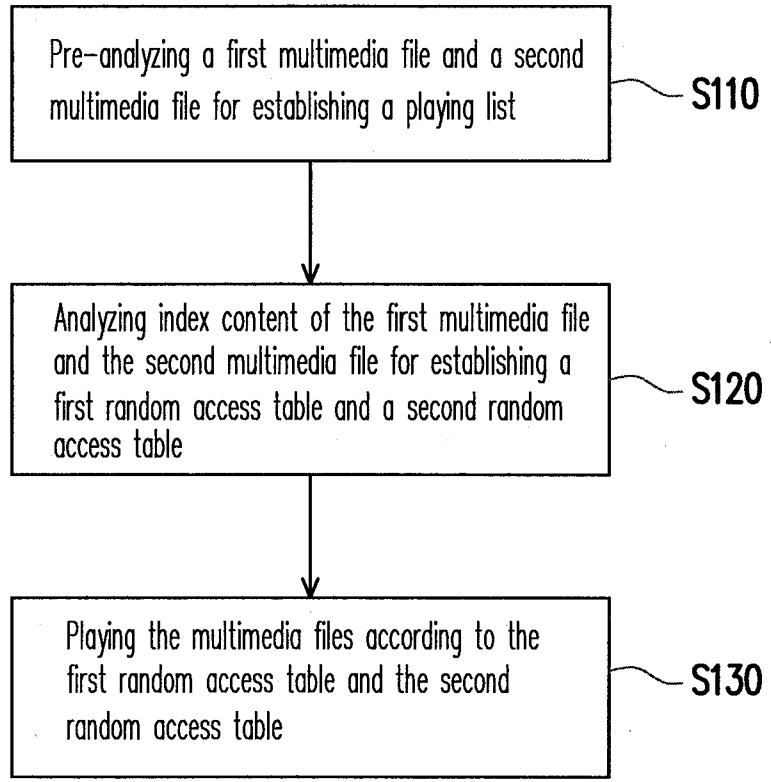 Pre-analyzing a first multimedia file and a second
multimedia file for establishing a playing list
S110
Analyzing index content of the first multimedia file
and the second multimedia file for establishing a
first random access table and a second random
access table
S120
Playing the multimedia files according to the
first random access table and the second
random access table
S130